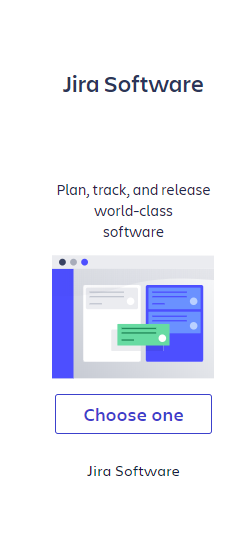 Jira Software
Plan, track, and release
world-class
software
Choose one
Jira Software